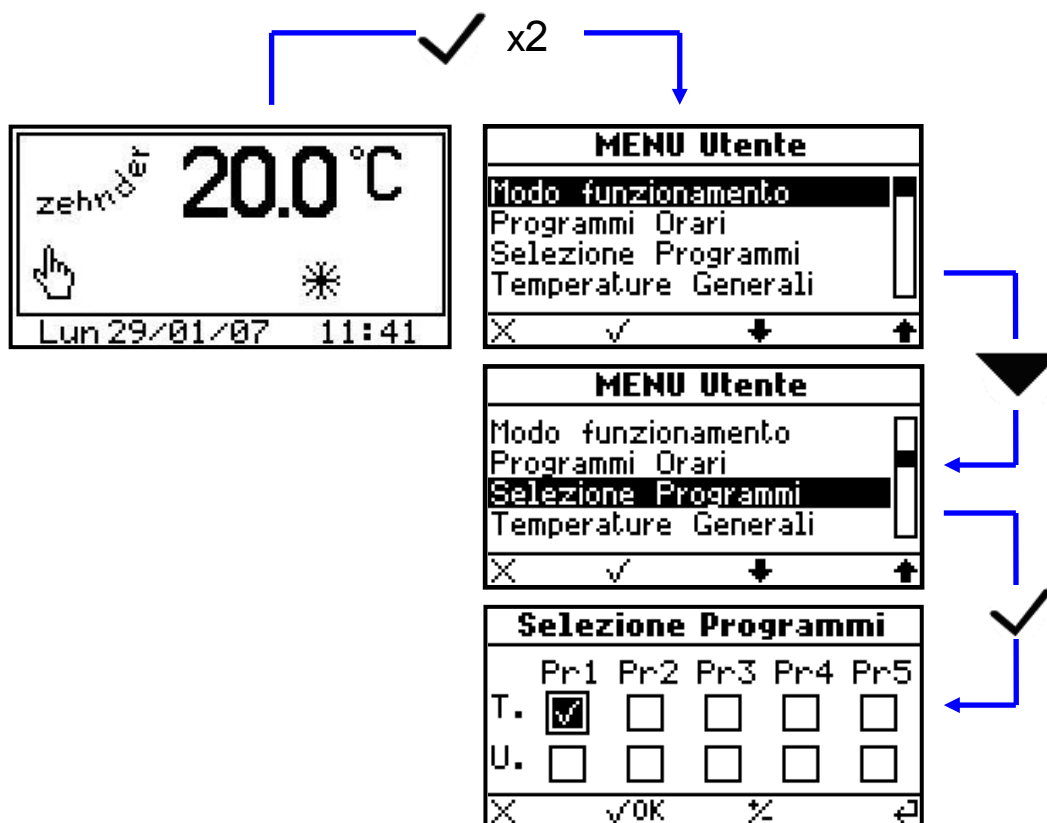 x2
zehnder
20.0 °C
Lun 29/01/07 11:41
MENU Utente
Modo funzionamento
Programmi Orari
Selezione Programmi
Temperature Generali
MENU Utente
Modo funzionamento
Programmi Orari
Selezione Programmi
Temperature Generali
Selezione Programmi
Pr1 Pr2 Pr3 Pr4 Pr5
T.
U.
OK